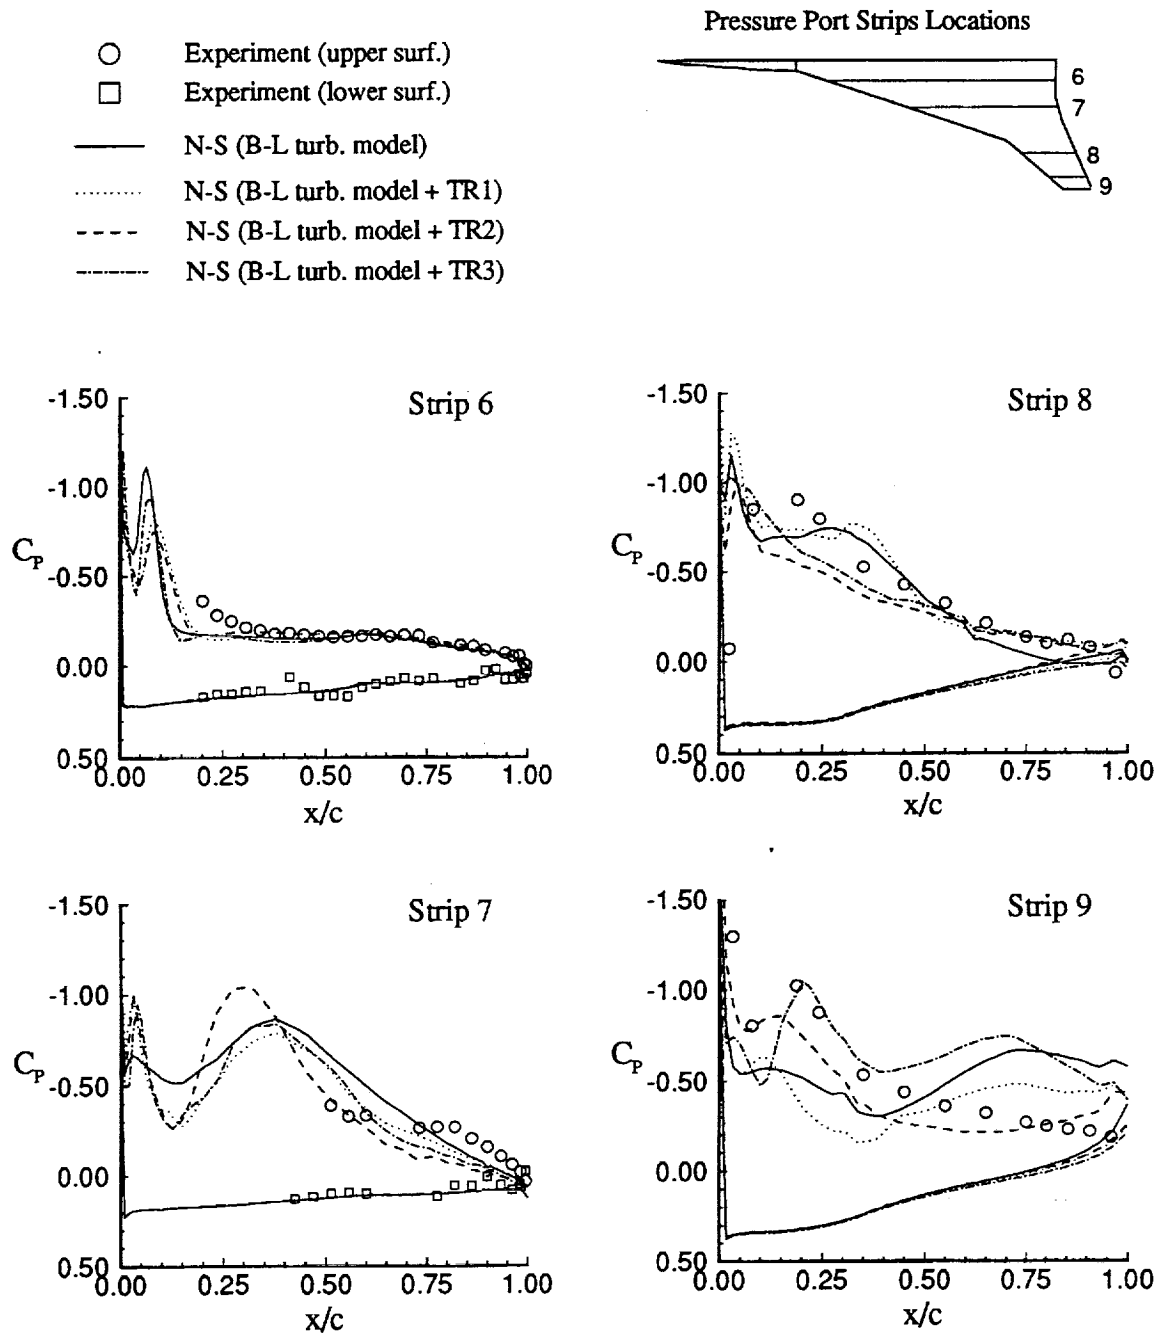 Pressure Port Strips Locations
Experiment (upper surf.)
Experiment (lower surf.)
N-S (B-L turb. model)
N-S (B-L turb. model + TR1)
N-S (B-L turb. model + TR2)
N-S (B-L turb. model + TR3)
6
7
8
9
Strip 6
-1.50
-1.00
-0.50
0.00
0.50
CP
0.00 0.25 0.50 0.75 1.00
x/c
Strip 8
-1.50
-1.00
-0.50
0.00
0.50
CP
0.00 0.25 0.50 0.75 1.00
x/c
Strip 7
-1.50
-1.00
-0.50
0.00
0.50
CP
0.00 0.25 0.50 0.75 1.00
x/c
Strip 9
-1.50
-1.00
-0.50
0.00
0.50
CP
0.00 0.25 0.50 0.75 1.00
x/c